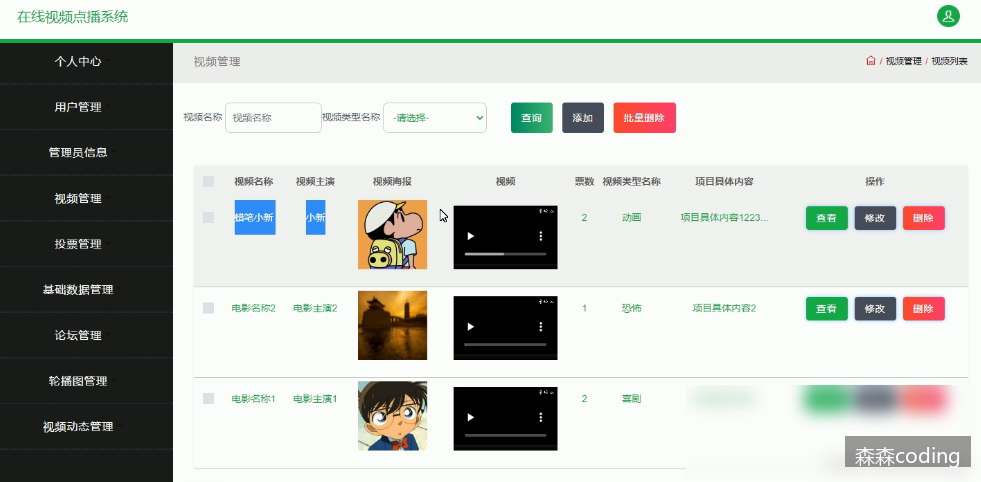 在线视频点播系统
个人中心
用户管理
管理员信息
视频管理
投票管理
基础数据管理
论坛管理
轮播图管理
视频动态管理
视频管理
/ 视频管理 / 视频列表
视频名称 视频名称 视频类型名称 -请选择- 查询 添加 批量删除
视频名称 视频主演 视频海报 视频 票数 视频类型名称 项目具体内容 操作
蜡笔小新 小新 2 动画 项目具体内容1223... 查看 修改 删除
电影名称2 电影主演2 1 恐怖 项目具体内容2 查看 修改 删除
电影名称1 电影主演1 2 喜剧
森森coding